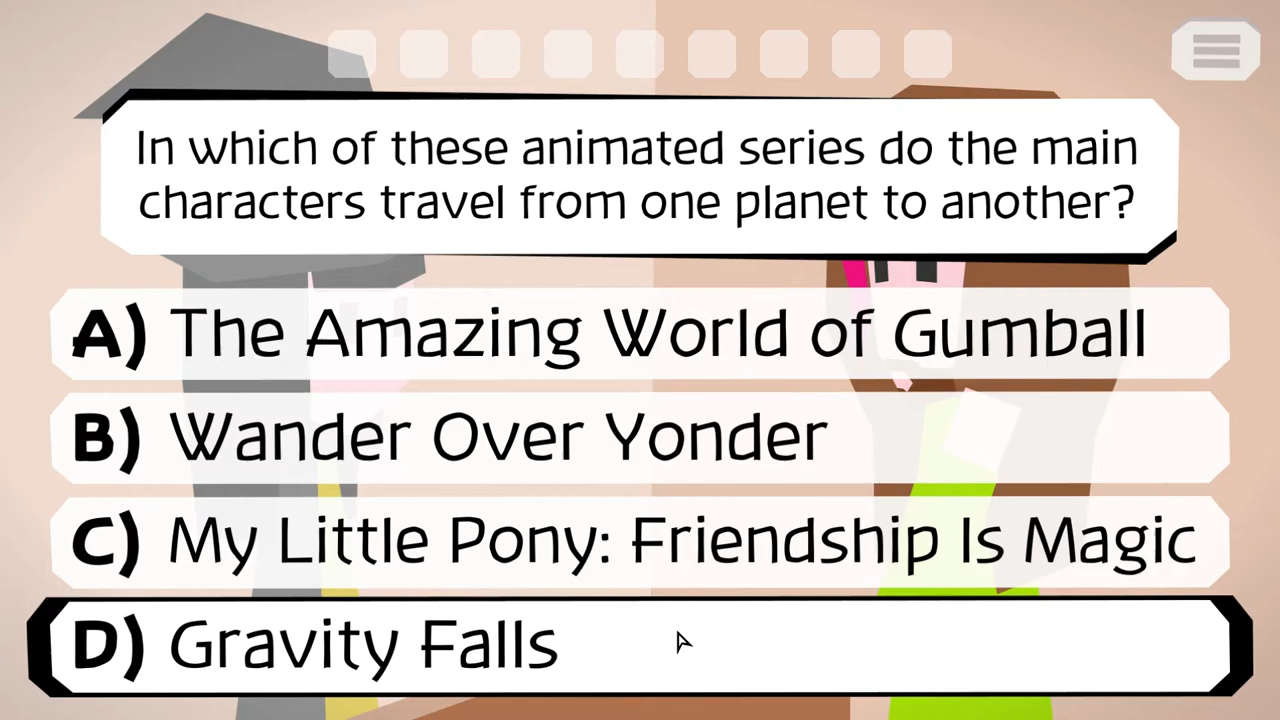 In which of these animated series do the main
characters travel from one planet to another?
A) The Amazing World of Gumball
B) Wander Over Yonder
C) My Little Pony: Friendship Is Magic
D) Gravity Falls